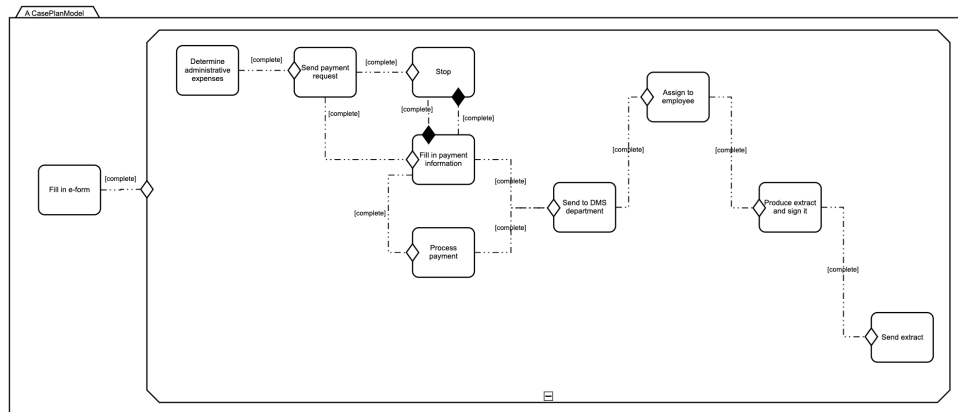 A CasePlanModel
Determine
administrative
expenses
[complete]
Send payment
request
[complete]
Stop
[complete]
[complete]
[complete]
Fill in payment
information
[complete]
[complete]
Process
payment
[complete]
Fill in e-form
[complete]
Send to DMS
department
[complete]
Assign to
employee
[complete]
Produce extract
and sign it
[complete]
Send extract